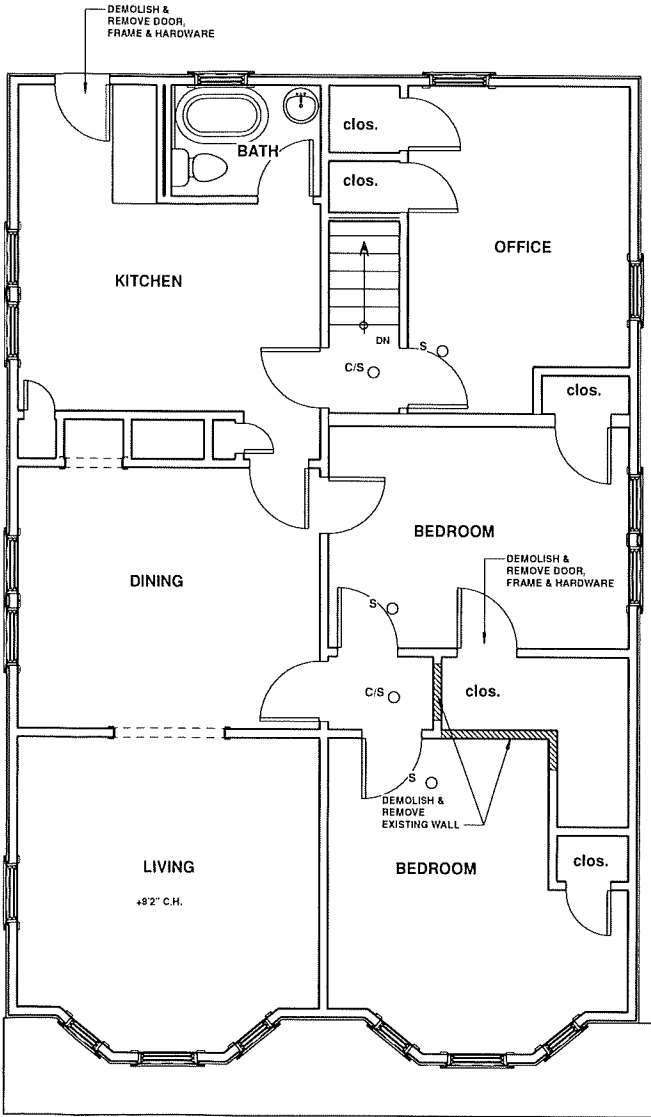 DEMOLISH &
REMOVE DOOR,
FRAME & HARDWARE
clos.
BATH
clos.
OFFICE
KITCHEN
DN
S
C/S
clos.
BEDROOM
DEMOLISH &
REMOVE DOOR,
FRAME & HARDWARE
DINING
S
C/S
clos.
S
DEMOLISH &
REMOVE
EXISTING WALL
LIVING
BEDROOM
clos.
+8'2" C.H.